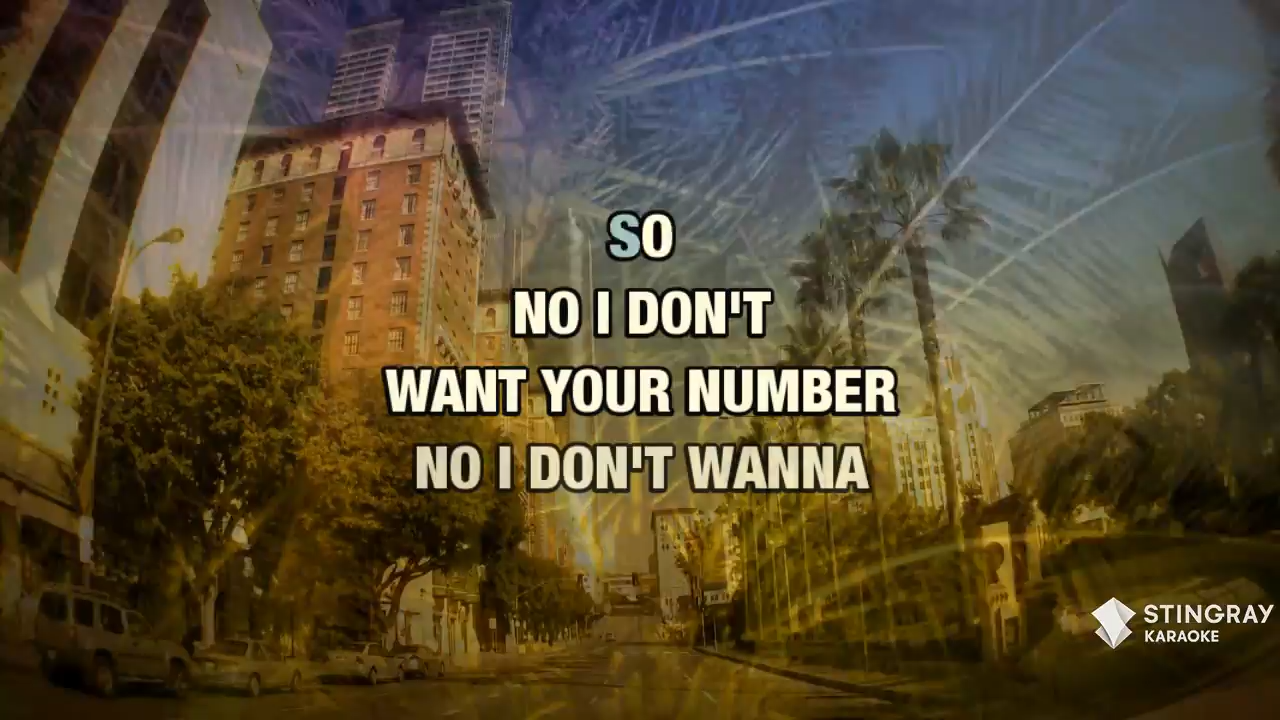 SO
NO I DON'T
WANT YOUR NUMBER
NO I DON'T WANNA
STINGRAY
KARAOKE